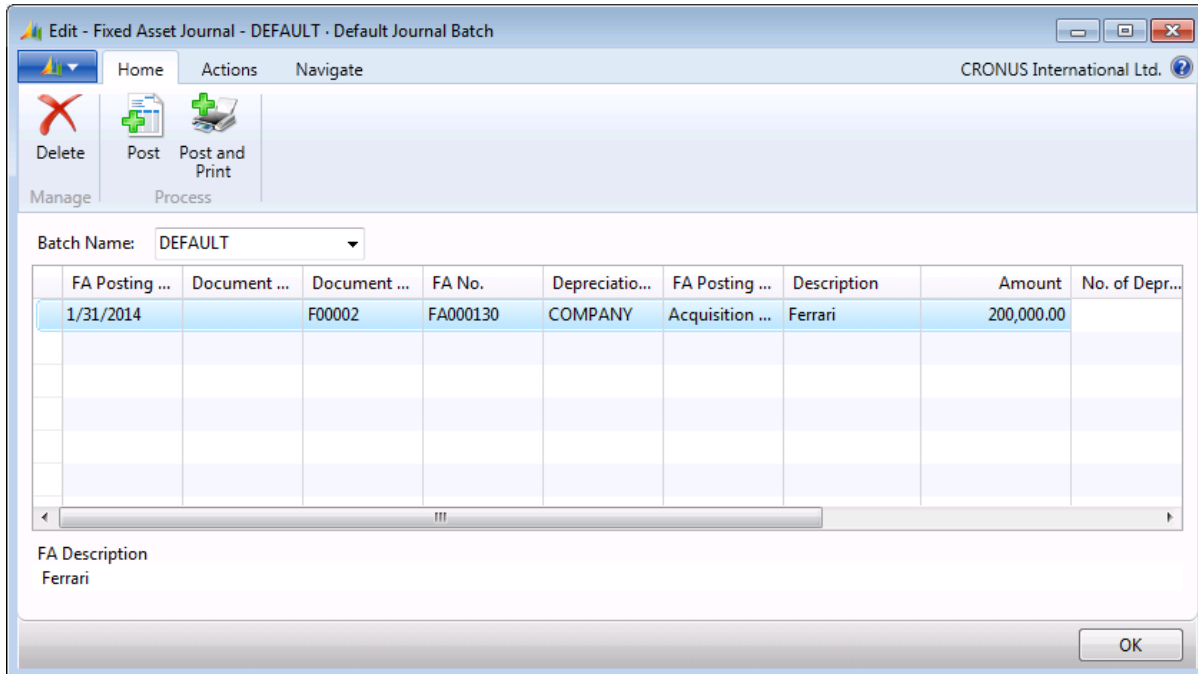 Edit - Fixed Asset Journal - DEFAULT · Default Journal Batch
Home Actions Navigate CRONUS International Ltd.
Delete Post Post and Print
Manage Process
Batch Name: DEFAULT
FA Posting ... Document ... Document ... FA No. Depreciatio... FA Posting ... Description Amount No. of Depr...
1/31/2014 F00002 FA000130 COMPANY Acquisition ... Ferrari 200,000.00
FA Description
Ferrari
OK